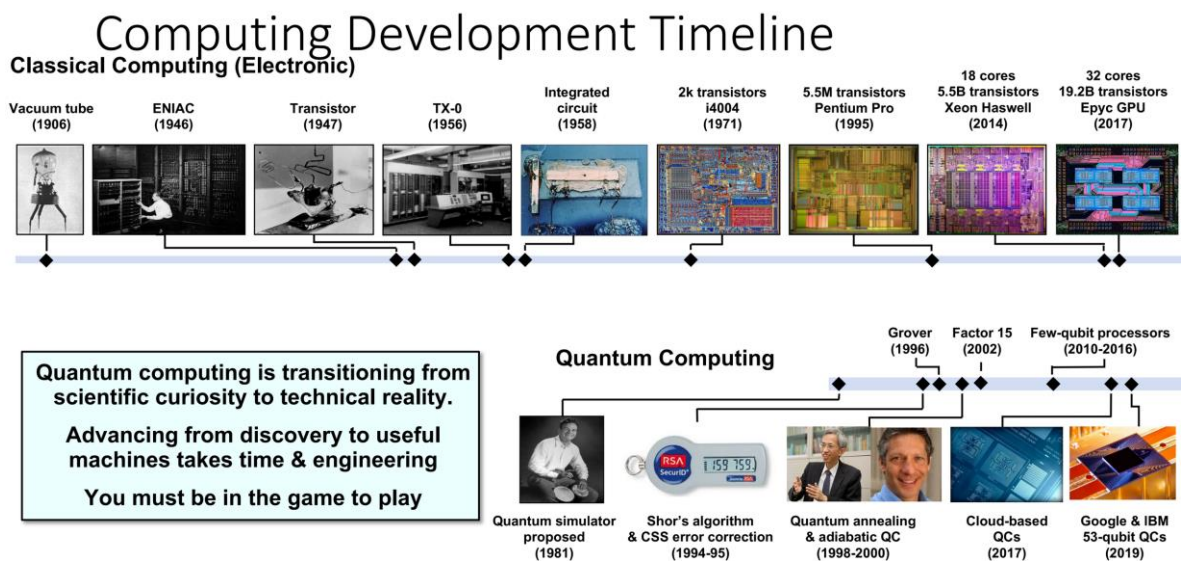 Computing Development Timeline
Classical Computing (Electronic)
Vacuum tube
(1906)
ENIAC
(1946)
Transistor
(1947)
TX-0
(1956)
Integrated
circuit
(1958)
2k transistors
i4004
(1971)
5.5M transistors
Pentium Pro
(1995)
18 cores
5.5B transistors
Xeon Haswell
(2014)
32 cores
19.2B transistors
Epyc GPU
(2017)
Quantum computing is transitioning from
scientific curiosity to technical reality.
Advancing from discovery to useful
machines takes time & engineering
You must be in the game to play
Quantum Computing
Grover
(1996)
Factor 15
(2002)
Few-qubit processors
(2010-2016)
RSA
SecurID
159 759
Quantum simulator
proposed
(1981)
Shor's algorithm
& CSS error correction
(1994-95)
Quantum annealing
& adiabatic QC
(1998-2000)
Cloud-based
QCs
(2017)
Google & IBM
53-qubit QCs
(2019)